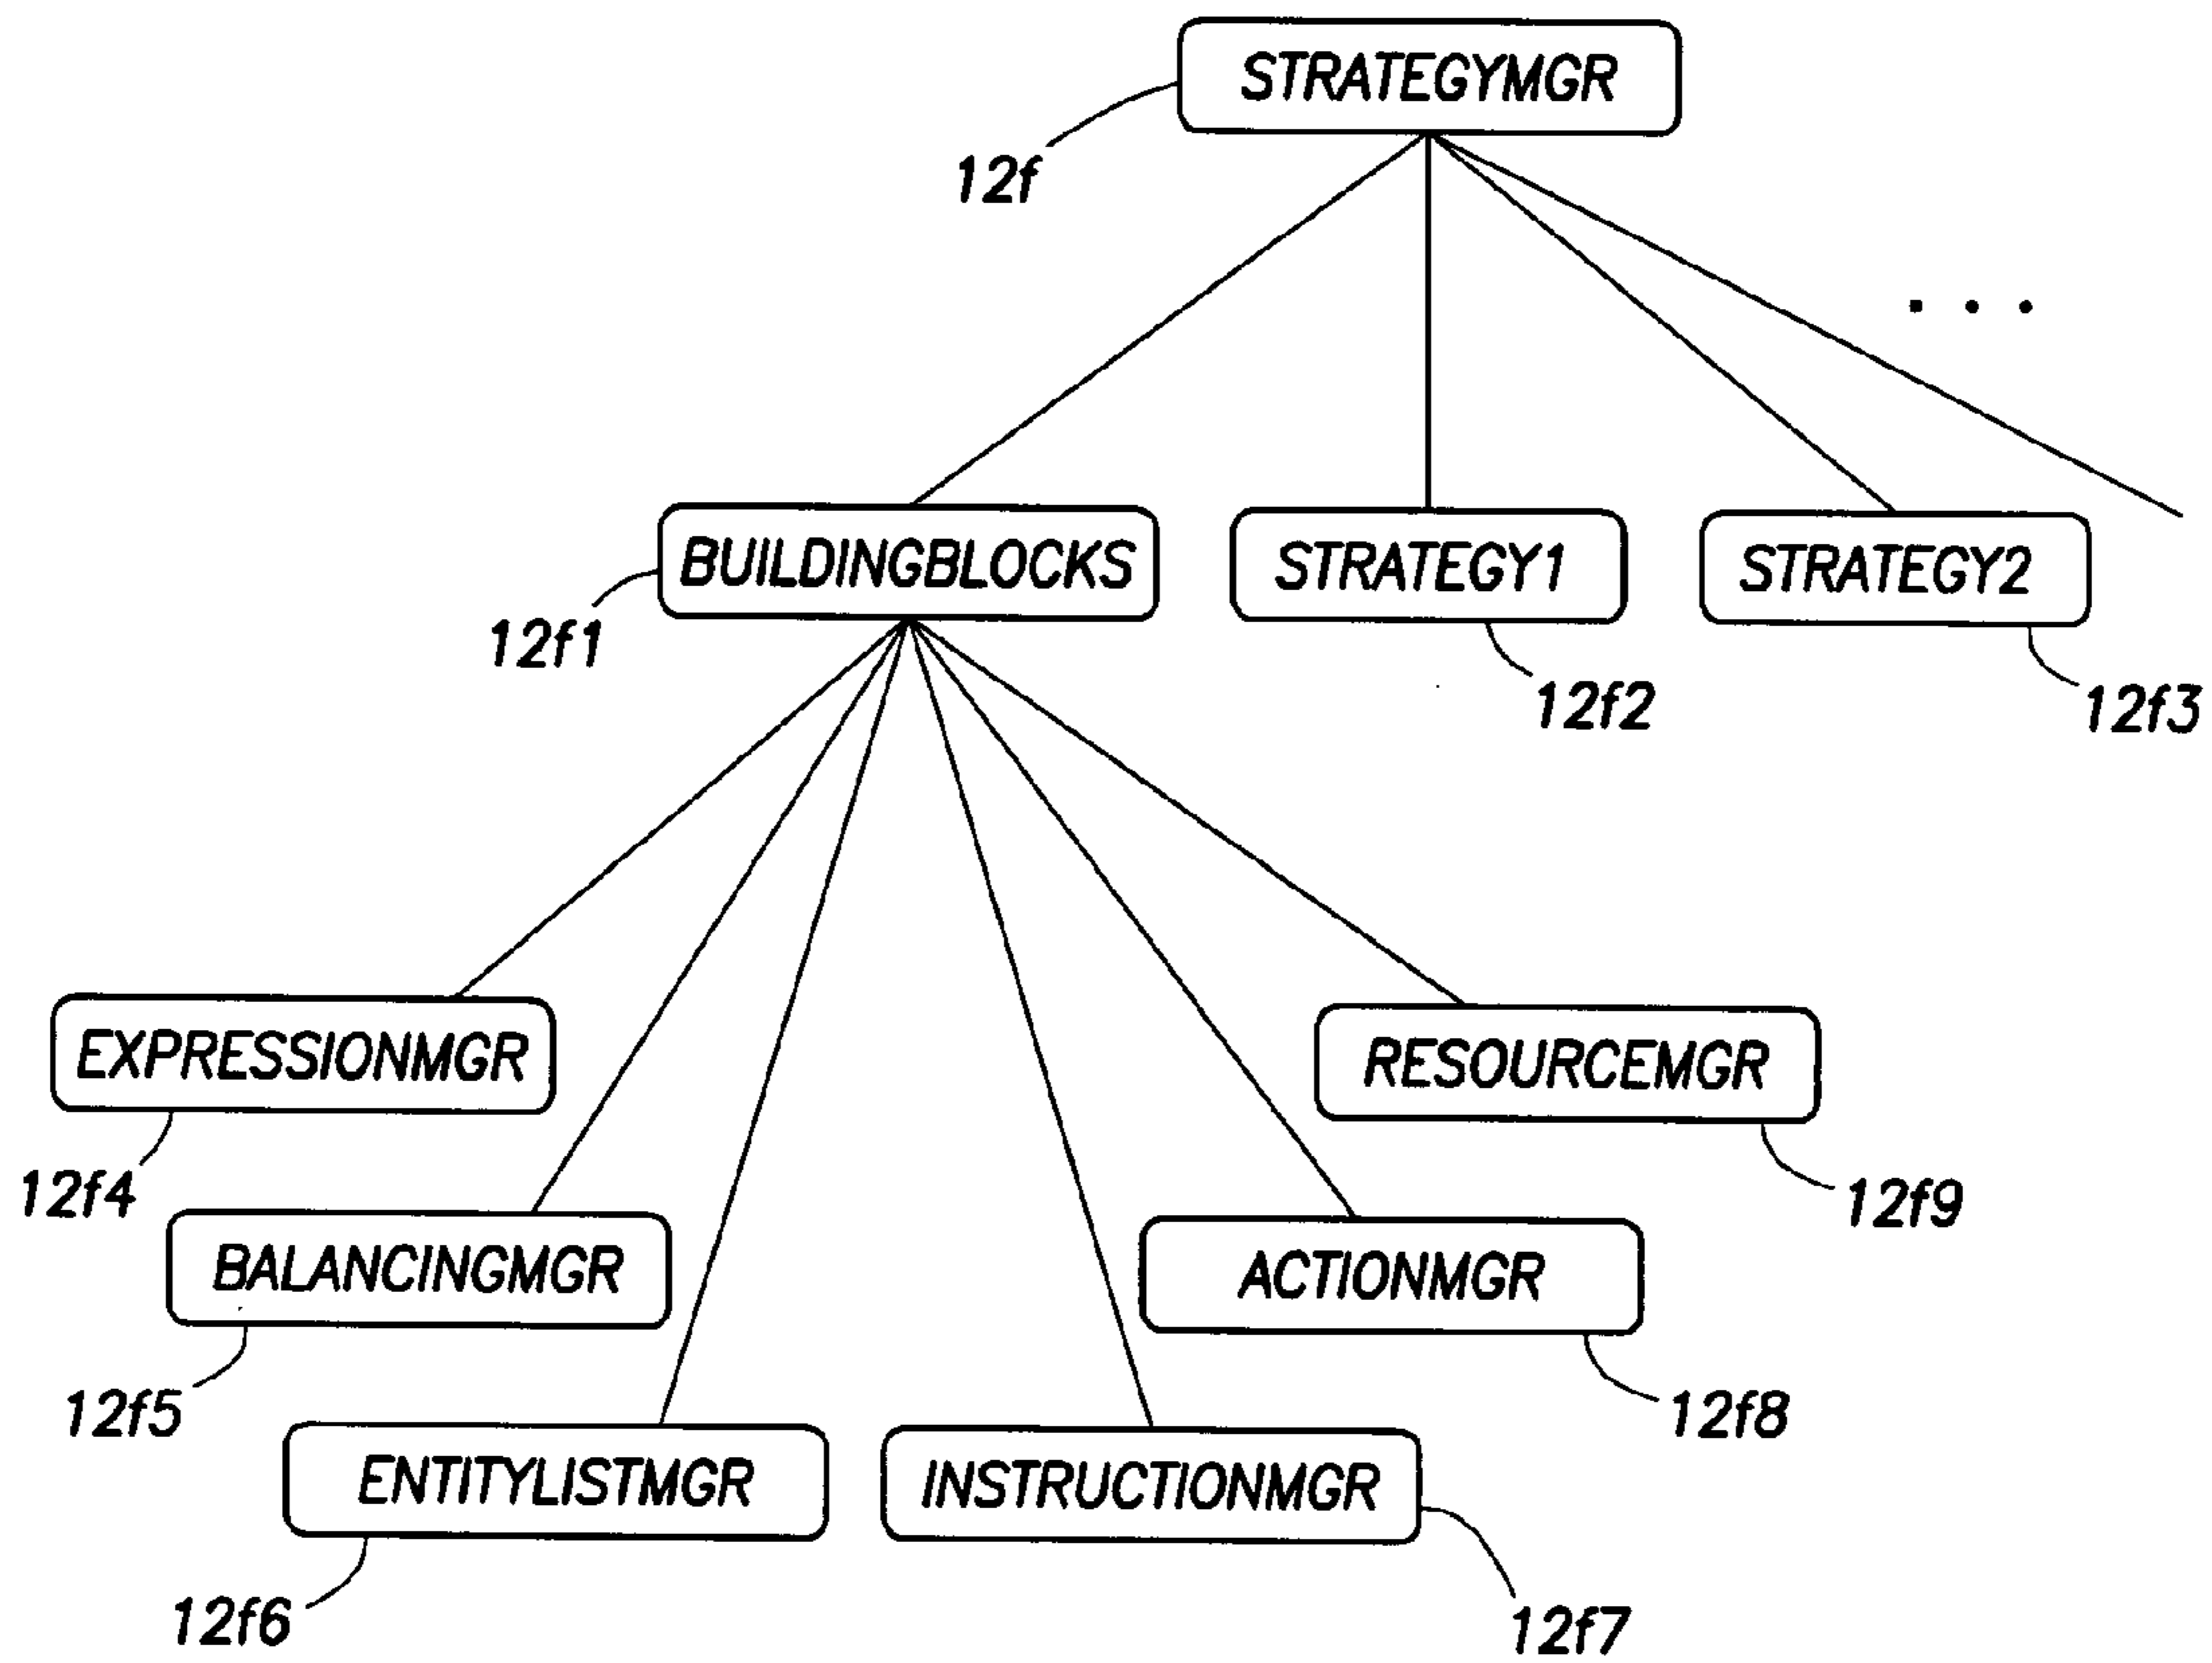 STRATEGYMGR
12f
. . .
BUILDINGBLOCKS
STRATEGY1
STRATEGY2
12f1
12f2
12f3
EXPRESSIONMGR
RESOURCEMGR
12f4
12f9
BALANCINGMGR
ACTIONMGR
12f5
12f8
ENTITYLISTMGR
INSTRUCTIONMGR
12f6
12f7